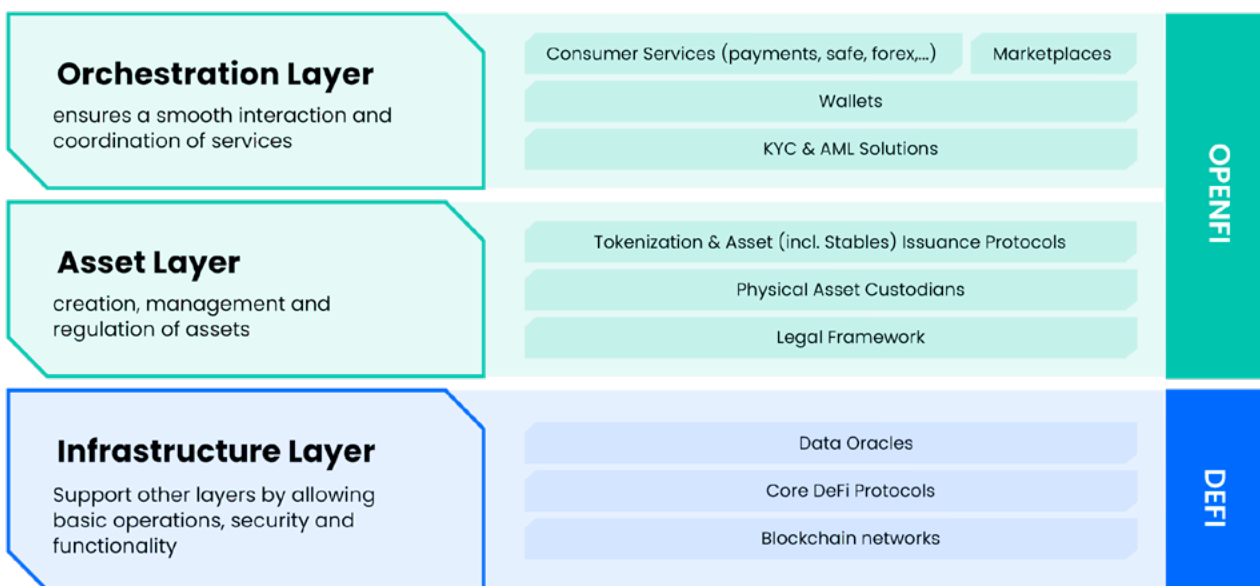 Orchestration Layer
ensures a smooth interaction and
coordination of services
Consumer Services (payments, safe, forex,...)
Marketplaces
Wallets
KYC & AML Solutions
Asset Layer
creation, management and
regulation of assets
Tokenization & Asset (incl. Stables) Issuance Protocols
Physical Asset Custodians
Legal Framework
OPENFI
Infrastructure Layer
Support other layers by allowing
basic operations, security and
functionality
Data Oracles
Core DeFi Protocols
Blockchain networks
DEFI